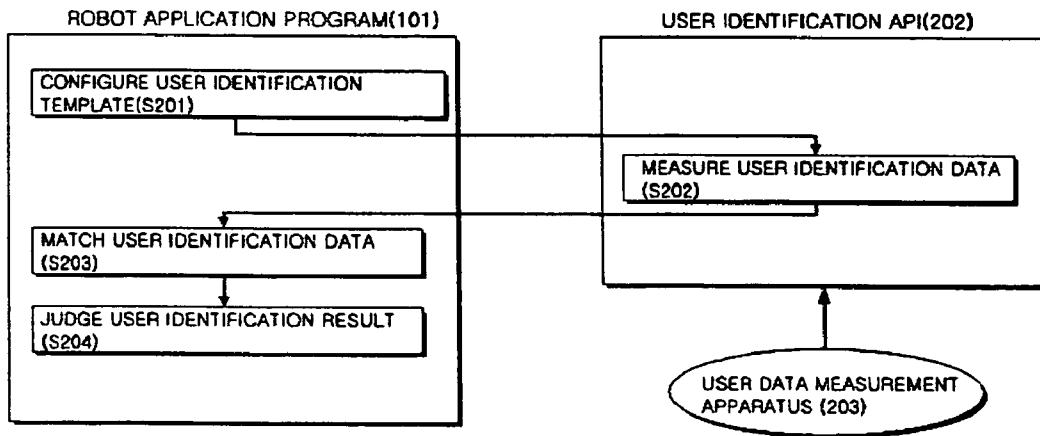 ROBOT APPLICATION PROGRAM(101)
USER IDENTIFICATION API(202)
CONFIGURE USER IDENTIFICATION
TEMPLATE(S201)
MEASURE USER IDENTIFICATION DATA
(S202)
MATCH USER IDENTIFICATION DATA
(S203)
JUDGE USER IDENTIFICATION RESULT
(S204)
USER DATA MEASUREMENT
APPARATUS (203)